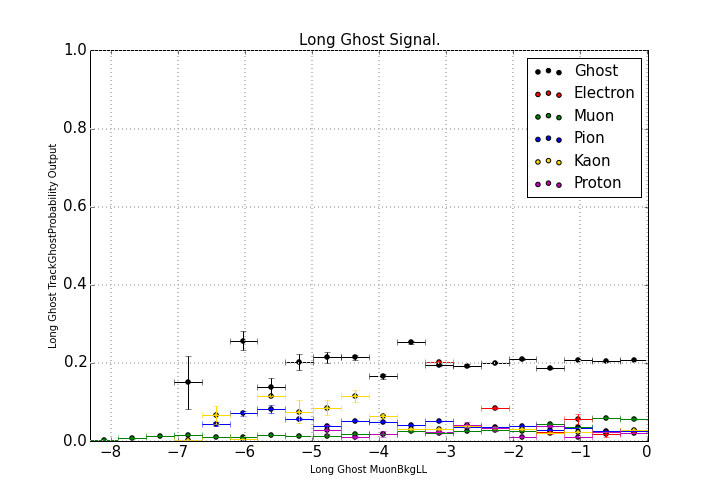 Long Ghost Signal.
1.0
0.8
0.6
0.4
0.2
0.0
Long Ghost TrackGhostProbability Output
Ghost
Electron
Muon
Pion
Kaon
Proton
−8 −7 −6 −5 −4 −3 −2 −1 0
Long Ghost MuonBkgLL